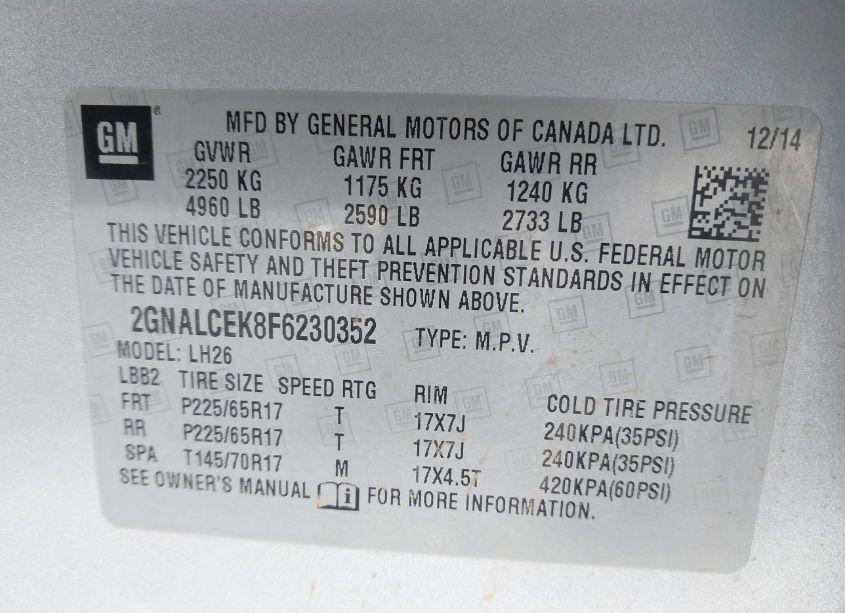 GM
MFD BY GENERAL MOTORS OF CANADA LTD. 12/14
GVWR GAWR FRT GAWR RR
2250 KG 1175 KG 1240 KG
4960 LB 2590 LB 2733 LB
THIS VEHICLE CONFORMS TO ALL APPLICABLE U.S. FEDERAL MOTOR
VEHICLE SAFETY AND THEFT PREVENTION STANDARDS IN EFFECT ON
THE DATE OF MANUFACTURE SHOWN ABOVE.
2GNALCEK8F6230352 TYPE: M.P.V.
MODEL: LH26
LBB2 TIRE SIZE SPEED RTG RIM COLD TIRE PRESSURE
FRT P225/65R17 T 17X7J 240KPA(35PSI)
RR P225/65R17 T 17X7J 240KPA(35PSI)
SPA T145/70R17 M 17X4.5T 420KPA(60PSI)
SEE OWNER'S MANUAL i FOR MORE INFORMATION.